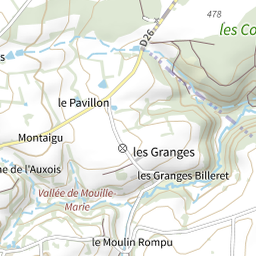 478
les Co
D26
le Pavillon
Montaigu
les Granges
ne de l'Auxois
les Granges Billeret
Vallée de Mouille-
Marie
le Moulin Rompu